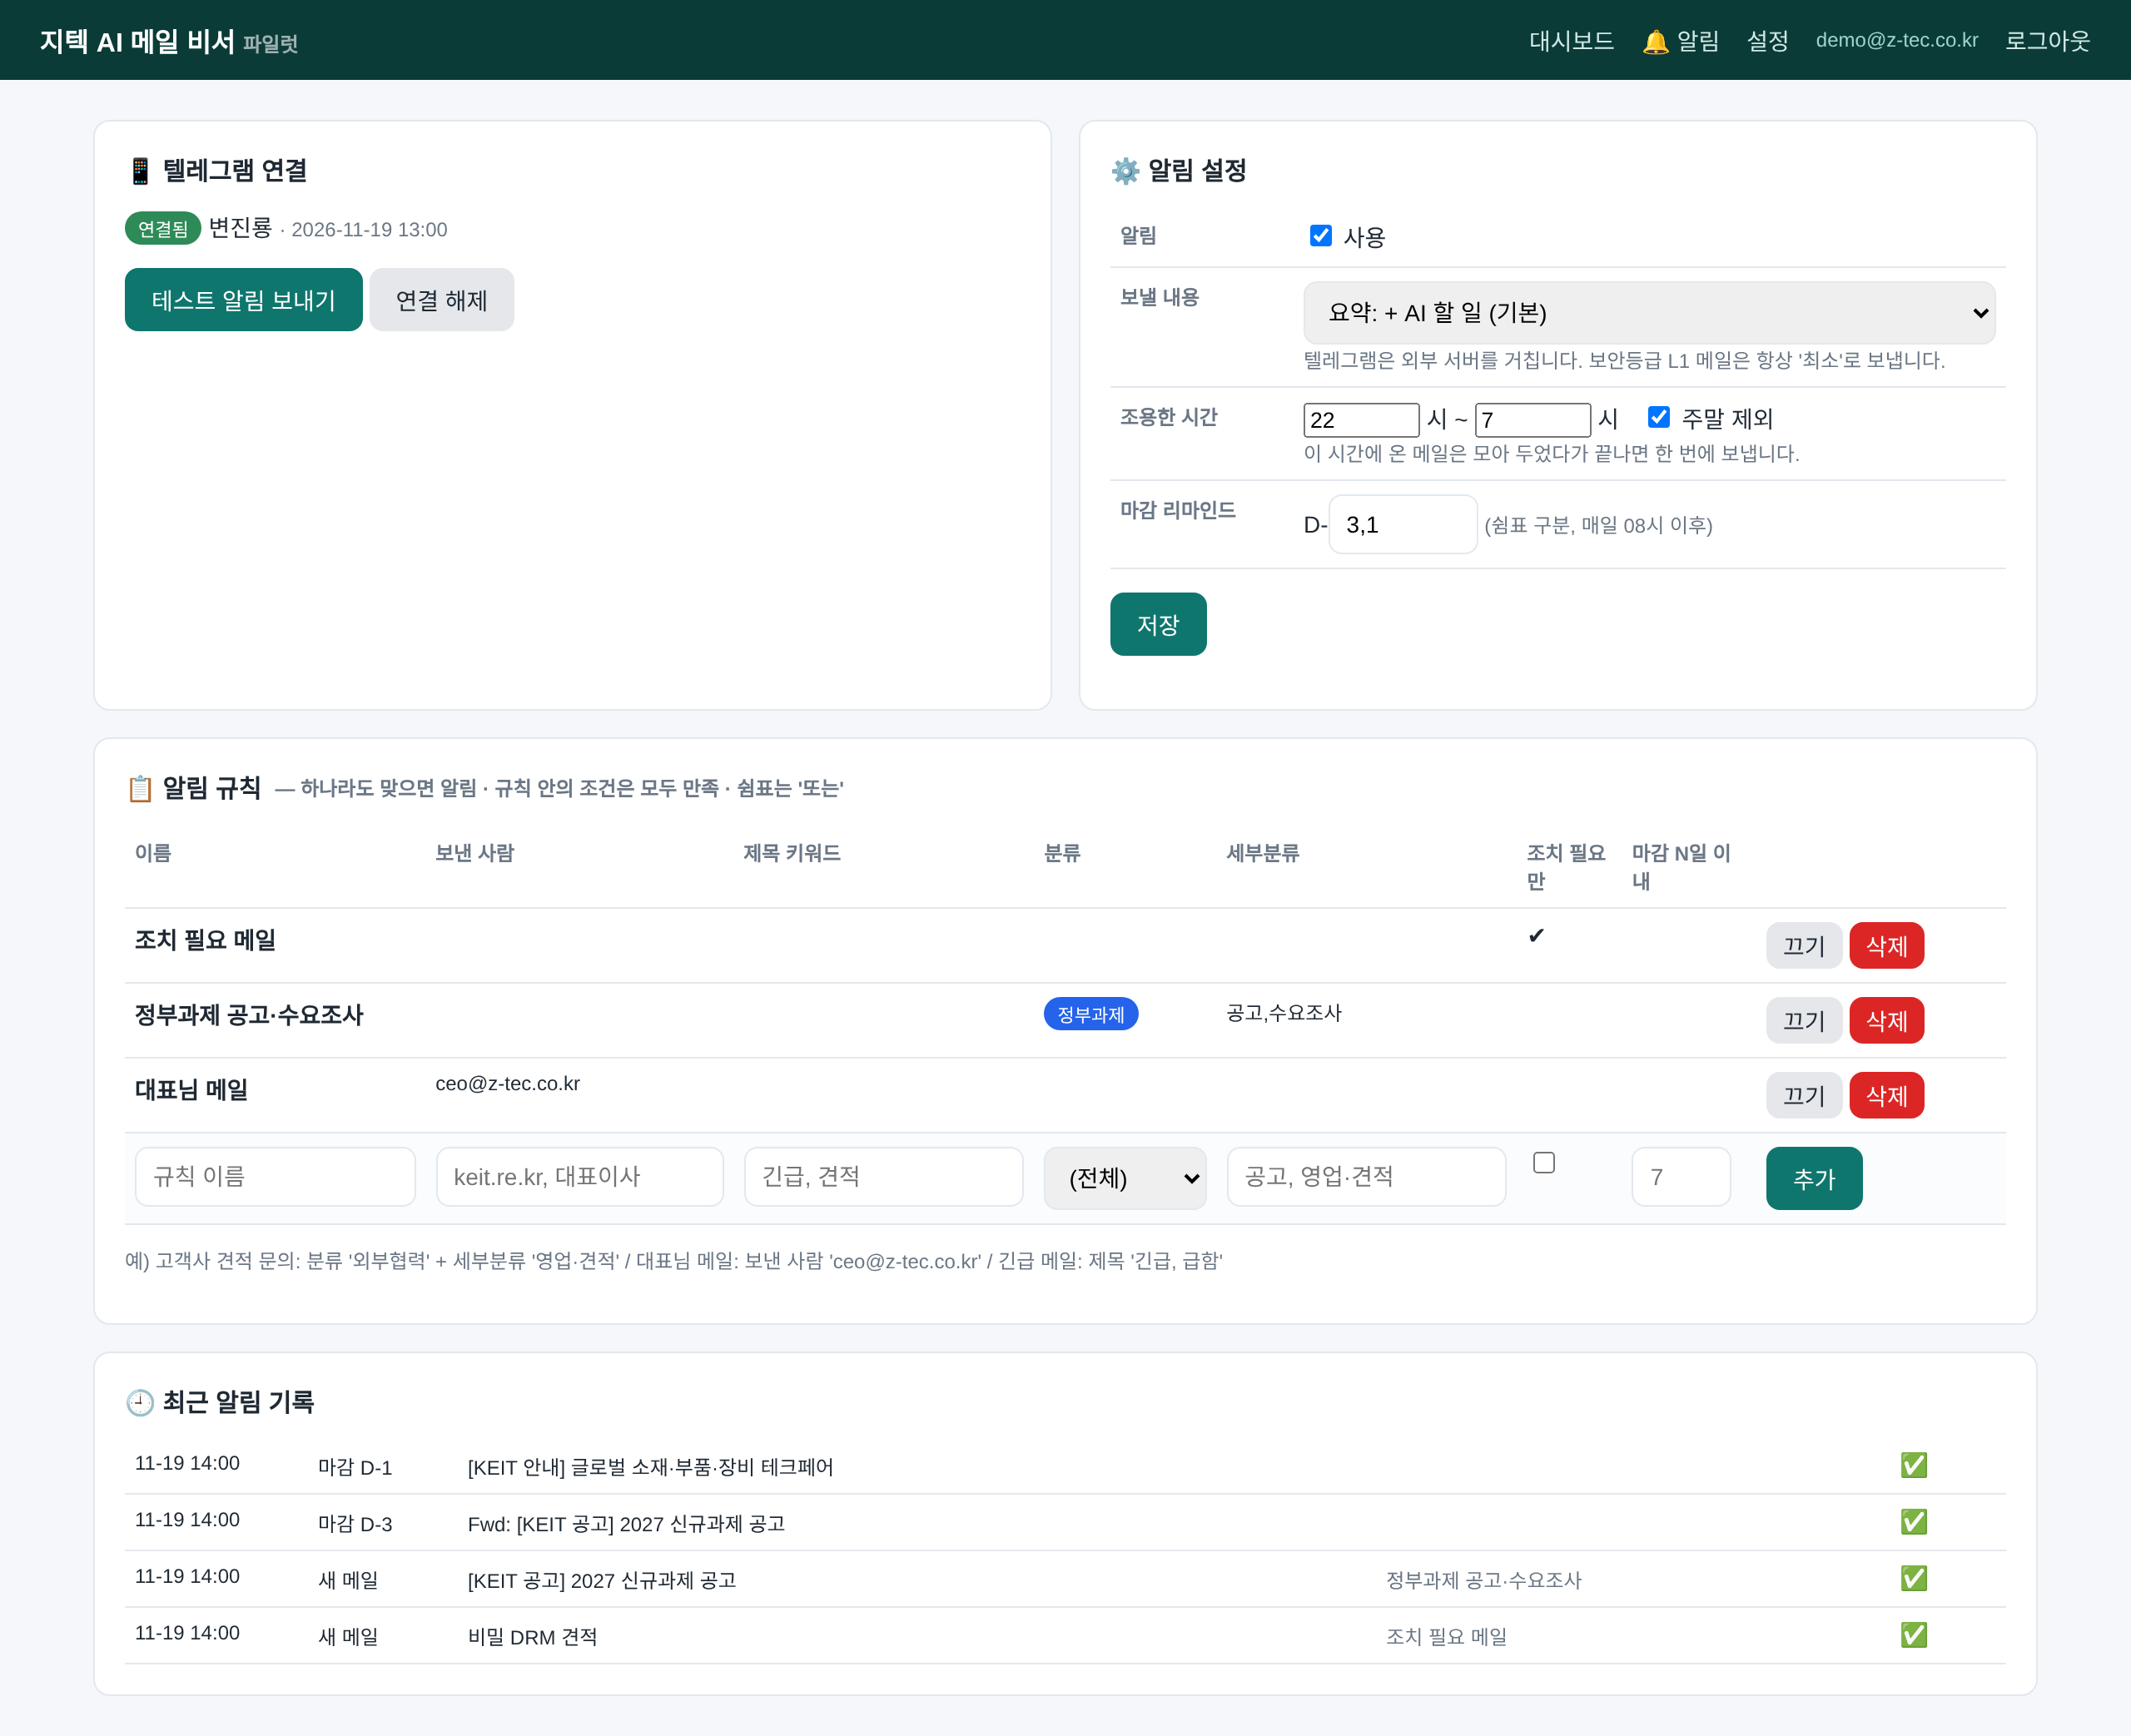 지텍 AI 메일 비서 파일럿
대시보드 🔔 알림 설정 demo@z-tec.co.kr 로그아웃
📱 텔레그램 연결
연결됨 변진룡 · 2026-11-19 13:00
테스트 알림 보내기 연결 해제
⚙️ 알림 설정
알림 사용
보낼 내용 요약: + AI 할 일 (기본)
텔레그램은 외부 서버를 거칩니다. 보안등급 L1 메일은 항상 '최소'로 보냅니다.
조용한 시간 22 시 ~ 7 시 주말 제외
이 시간에 온 메일은 모아 두었다가 끝나면 한 번에 보냅니다.
마감 리마인드 D- 3,1 (쉼표 구분, 매일 08시 이후)
저장
📋 알림 규칙 — 하나라도 맞으면 알림 · 규칙 안의 조건은 모두 만족 · 쉼표는 '또는'
이름 보낸 사람 제목 키워드 분류 세부분류 조치 필요만 마감 N일 이내
조치 필요 메일 ✔ 끄기 삭제
정부과제 공고·수요조사 정부과제 공고,수요조사 끄기 삭제
대표님 메일 ceo@z-tec.co.kr 끄기 삭제
규칙 이름 keit.re.kr, 대표이사 긴급, 견적 (전체) 공고, 영업·견적 7 추가
예) 고객사 견적 문의: 분류 '외부협력' + 세부분류 '영업·견적' / 대표님 메일: 보낸 사람 'ceo@z-tec.co.kr' / 긴급 메일: 제목 '긴급, 급함'
🕘 최근 알림 기록
11-19 14:00 마감 D-1 [KEIT 안내] 글로벌 소재·부품·장비 테크페어 ✅
11-19 14:00 마감 D-3 Fwd: [KEIT 공고] 2027 신규과제 공고 ✅
11-19 14:00 새 메일 [KEIT 공고] 2027 신규과제 공고 정부과제 공고·수요조사 ✅
11-19 14:00 새 메일 비밀 DRM 견적 조치 필요 메일 ✅